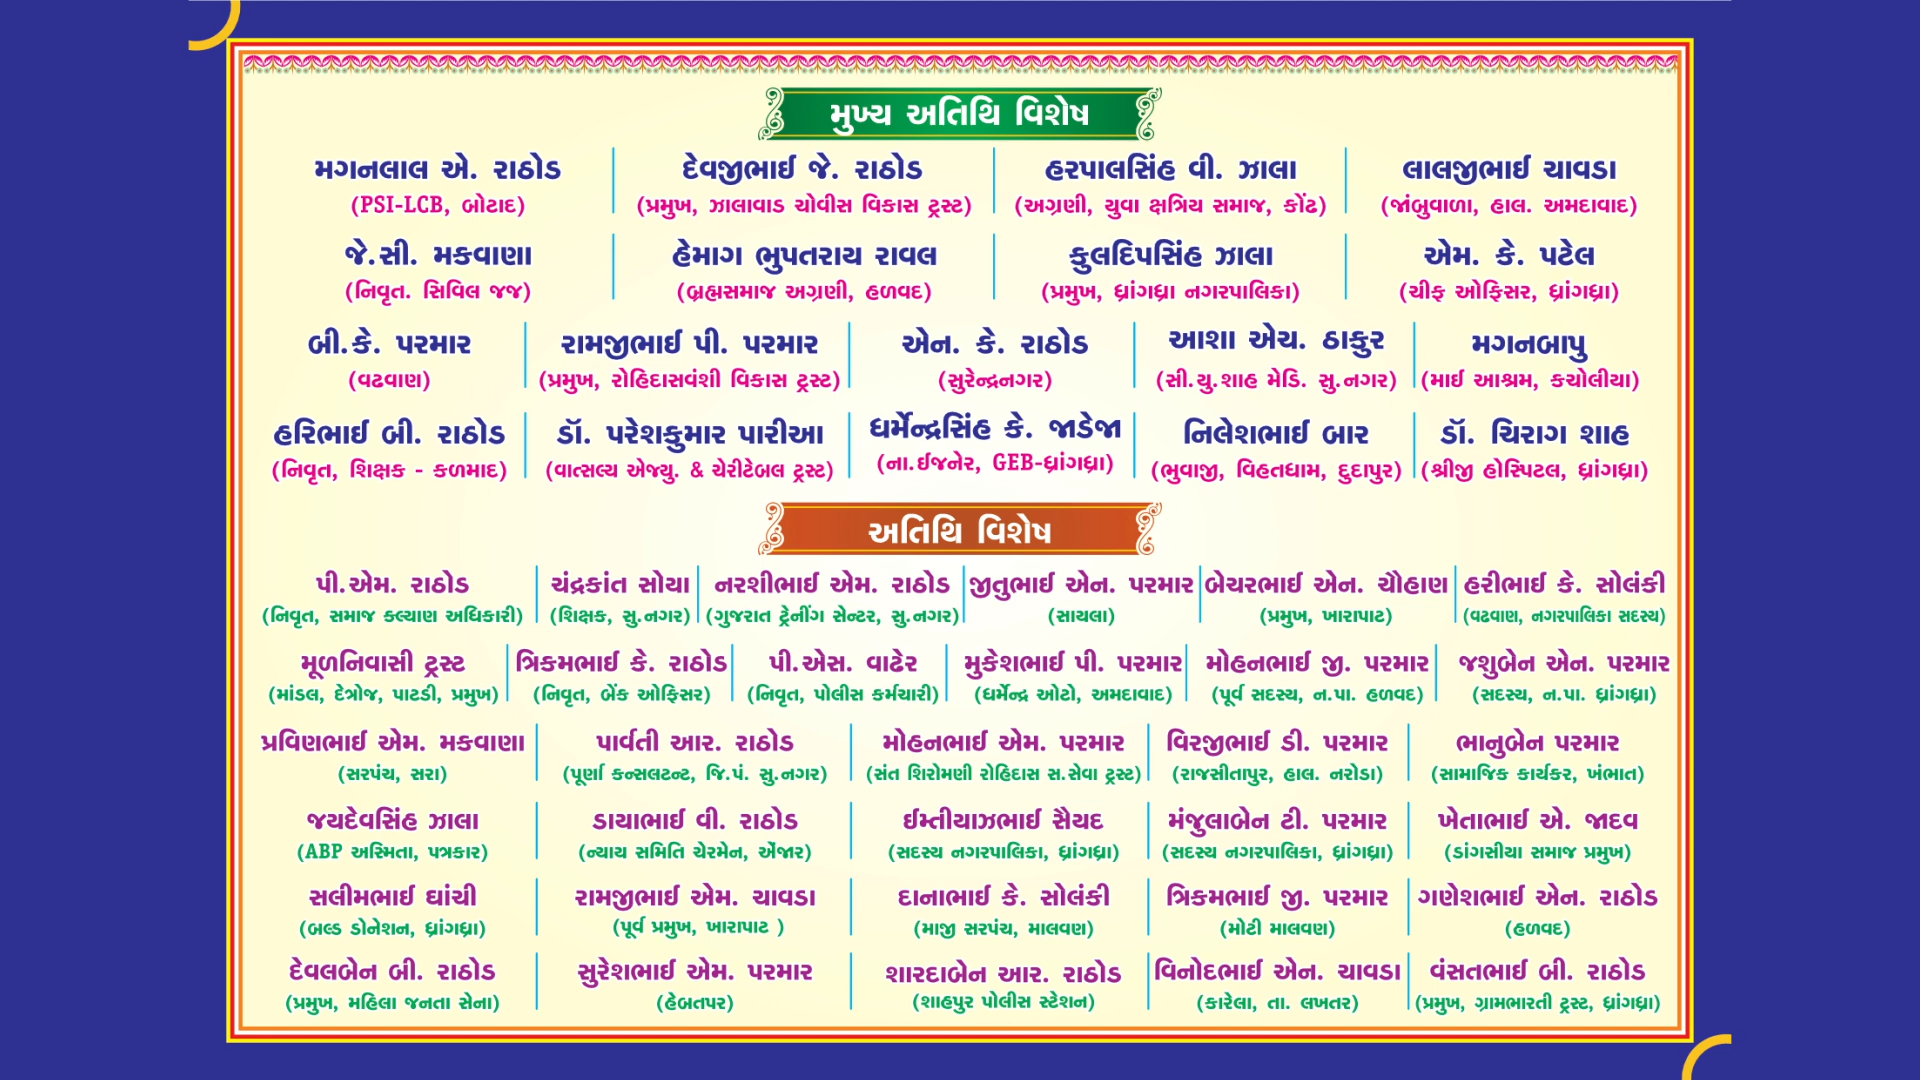 મુખ્ય અતિથિ વિશેષ
મગનલાલ એ. રાઠોડ દેવજીભાઈ જે. રાઠોડ હરપાલસિંહ વી. ઝાલા લાલજીભાઈ ચાવડા
(PSI-LCB, બોટાદ) (પ્રમુખ, ઝાલાવાડ ચોવીસ વિકાસ ટ્રસ્ટ) (અગ્રણી, યુવા ક્ષત્રિય સમાજ, કોંઢ) (જાંબુવાળા, હાલ. અમદાવાદ)
જે.સી. મકવાણા હેમાગ ભુપતરાય રાવલ કુલદિપસિંહ ઝાલા એમ. કે. પટેલ
(નિવૃત. સિવિલ જજ) (બ્રહ્મસમાજ અગ્રણી, હળવદ) (પ્રમુખ, ધ્રાંગધ્રા નગરપાલિકા) (ચીફ ઓફિસર, ધ્રાંગધ્રા)
બી.કે. પરમાર રામજીભાઈ પી. પરમાર એન. કે. રાઠોડ આશા એચ. ઠાકુર મગનબાપુ
(વઢવાણ) (પ્રમુખ, રોહિદાસવંશી વિકાસ ટ્રસ્ટ) (સુરેન્દ્રનગર) (સી.યુ.શાહ મેડિ. સુ.નગર) (માઈ આશ્રમ, કચોલીયા)
હરિભાઈ બી. રાઠોડ ડૉ. પરેશકુમાર પારીઆ ધર્મેન્દ્રસિંહ કે. જાડેજા નિલેશભાઈ બાર ડૉ. ચિરાગ શાહ
(નિવૃત, શિક્ષક - કળમાદ) (વાત્સલ્ય એજ્યુ. & ચેરીટેબલ ટ્રસ્ટ) (ના.ઈજનેર, GEB-ધ્રાંગધ્રા) (ભુવાજી, વિહતધામ, દુદાપુર) (શ્રીજી હોસ્પિટલ, ધ્રાંગધ્રા)
અતિથિ વિશેષ
પી.એમ. રાઠોડ ચંદ્રકાંત સોયા નરશીભાઈ એમ. રાઠોડ જીતુભાઈ એન. પરમાર બેચરભાઈ એન. ચૌહાણ હરીભાઈ કે. સોલંકી
(નિવૃત, સમાજ કલ્યાણ અધિકારી) (શિક્ષક, સુ.નગર) (ગુજરાત ટ્રેનીંગ સેન્ટર, સુ.નગર) (સાયલા) (પ્રમુખ, ખારાપાટ) (વઢવાણ, નગરપાલિકા સદસ્ય)
મૂળનિવાસી ટ્રસ્ટ ત્રિકમભાઈ કે. રાઠોડ પી.એસ. વાઢેર મુકેશભાઈ પી. પરમાર મોહનભાઈ જી. પરમાર જશુબેન એન. પરમાર
(માંડલ, દેત્રોજ, પાટડી, પ્રમુખ) (નિવૃત, બેંક ઓફિસર) (નિવૃત, પોલીસ કર્મચારી) (ધર્મેન્દ્ર ઓટો, અમદાવાદ) (પૂર્વ સદસ્ય, ન.પા. હળવદ) (સદસ્ય, ન.પા. ધ્રાંગધ્રા)
પ્રવિણભાઈ એમ. મકવાણા પાર્વતી આર. રાઠોડ મોહનભાઈ એમ. પરમાર વિરજીભાઈ ડી. પરમાર ભાનુબેન પરમાર
(સરપંચ, સરા) (પૂર્ણા કન્સલટન્ટ, જિ.પં. સુ.નગર) (સંત શિરોમણી રોહિદાસ સ.સેવા ટ્રસ્ટ) (રાજસીતાપુર, હાલ. નરોડા) (સામાજિક કાર્યકર, ખંભાત)
જયદેવસિંહ ઝાલા ડાયાભાઈ વી. રાઠોડ ઈમ્તીયાઝભાઈ સૈયદ મંજુલાબેન ટી. પરમાર ખેતાભાઈ એ. જાદવ
(ABP અસ્મિતા, પત્રકાર) (ન્યાય સમિતિ ચેરમેન, એંજાર) (સદસ્ય નગરપાલિકા, ધ્રાંગધ્રા) (સદસ્ય નગરપાલિકા, ધ્રાંગધ્રા) (ડાંગસીયા સમાજ પ્રમુખ)
સલીમભાઈ ઘાંચી રામજીભાઈ એમ. ચાવડા દાનાભાઈ કે. સોલંકી ત્રિકમભાઈ જી. પરમાર ગણેશભાઈ એન. રાઠોડ
(બલ્ડ ડોનેશન, ધ્રાંગધ્રા) (પૂર્વ પ્રમુખ, ખારાપાટ ) (માજી સરપંચ, માલવણ) (મોટી માલવણ) (હળવદ)
દેવલબેન બી. રાઠોડ સુરેશભાઈ એમ. પરમાર શારદાબેન આર. રાઠોડ વિનોદભાઈ એન. ચાવડા વંસતભાઈ બી. રાઠોડ
(પ્રમુખ, મહિલા જનતા સેના) (હેબતપર) (શાહપુર પોલીસ સ્ટેશન) (કારેલા, તા. લખતર) (પ્રમુખ, ગ્રામભારતી ટ્રસ્ટ, ધ્રાંગધ્રા)